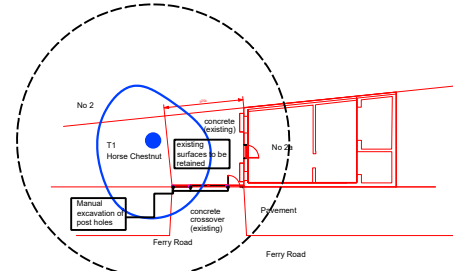 No 2
concrete
(existing)
T1
Horse Chestnut
existing
surfaces to be
retained
No 2a
Manual
excavation of
post holes
concrete
crossover
(existing)
Pavement
Ferry Road
Ferry Road